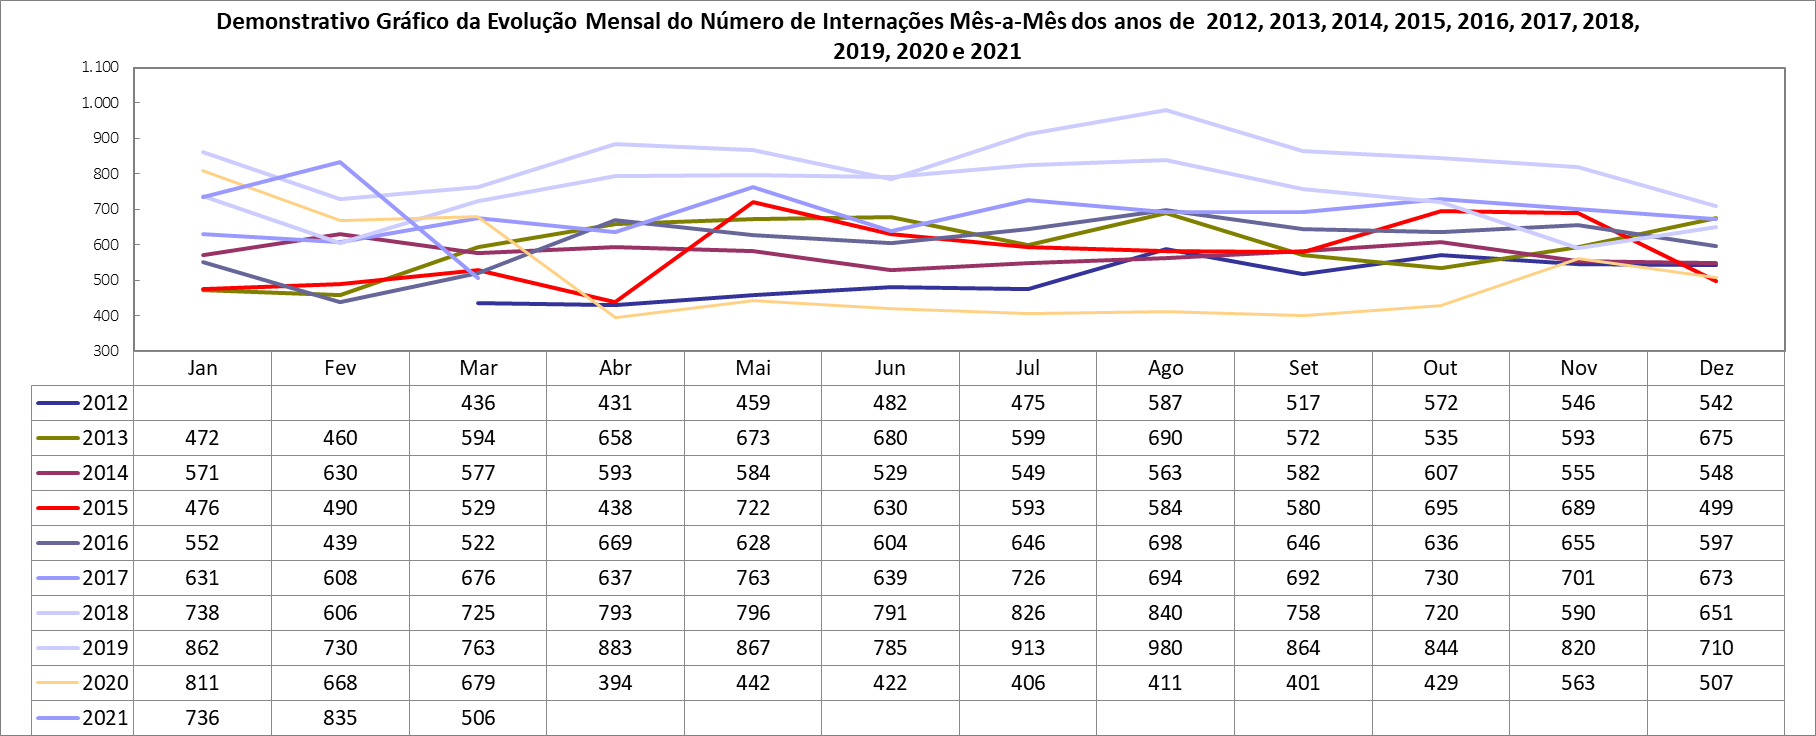 Demonstrativo Gráfico da Evolução Mensal do Número de Internações Mês-a-Mês dos anos de 2012, 2013, 2014, 2015, 2016, 2017, 2018,
2019, 2020 e 2021
1.100
1.000
900
800
700
600
500
400
300
Jan Fev Mar Abr Mai Jun Jul Ago Set Out Nov Dez
2012 436 431 459 482 475 587 517 572 546 542
2013 472 460 594 658 673 680 599 690 572 535 593 675
2014 571 630 577 593 584 529 549 563 582 607 555 548
2015 476 490 529 438 722 630 593 584 580 695 689 499
2016 552 439 522 669 628 604 646 698 646 636 655 597
2017 631 608 676 637 763 639 726 694 692 730 701 673
2018 738 606 725 793 796 791 826 840 758 720 590 651
2019 862 730 763 883 867 785 913 980 864 844 820 710
2020 811 668 679 394 442 422 406 411 401 429 563 507
2021 736 835 506